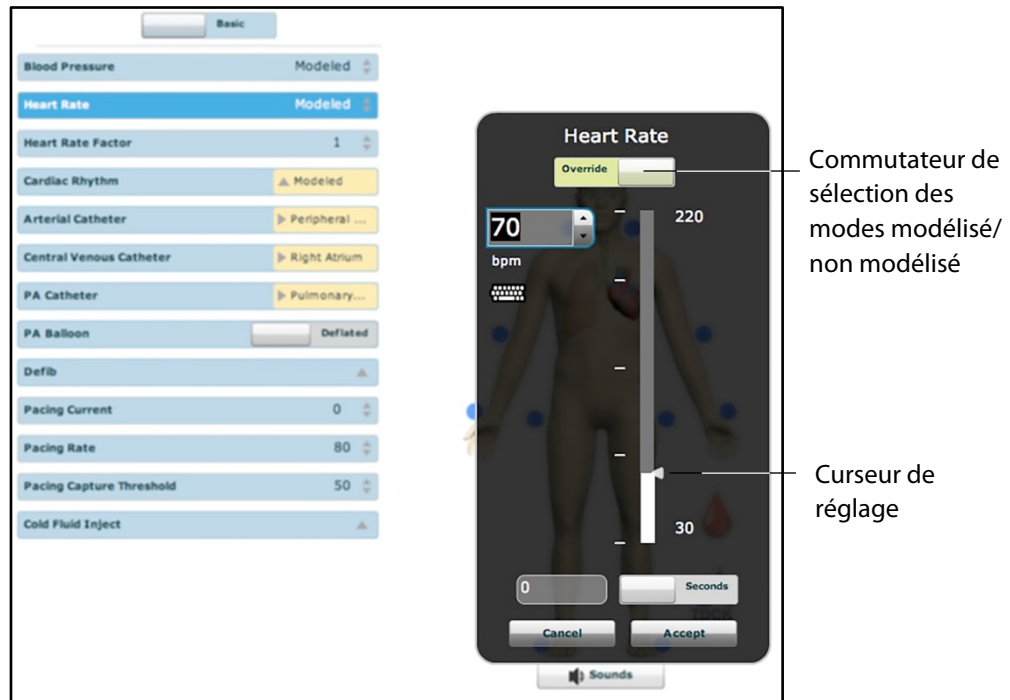 Basic
Blood Pressure Modeled
Heart Rate Modeled
Heart Rate Factor 1
Cardiac Rhythm Modeled
Arterial Catheter Peripheral ...
Central Venous Catheter Right Atrium
PA Catheter Pulmonary...
PA Balloon Deflated
Defib
Pacing Current 0
Pacing Rate 80
Pacing Capture Threshold 50
Cold Fluid Inject
Heart Rate
Override
70
bpm
220
30
0 Seconds
Cancel Accept
Sounds
Commutateur de
sélection des
modes modélisé/
non modélisé
Curseur de
réglage